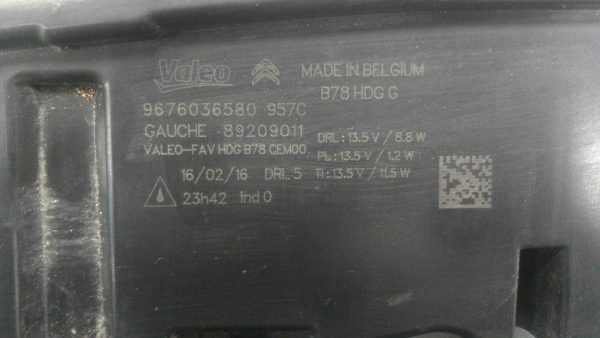 Valeo MADE IN BELGIUM
B78 HDG G
9676036580 957C
GAUCHE 89209011 DRL: 13.5 V / 8.8 W
VALEO-FAV HDG B78 CEM00 PL: 13.5 V / 1.2 W
16/02/16 DRL 5 TI: 13.5 V / 11.5 W
23h42 Ind 0